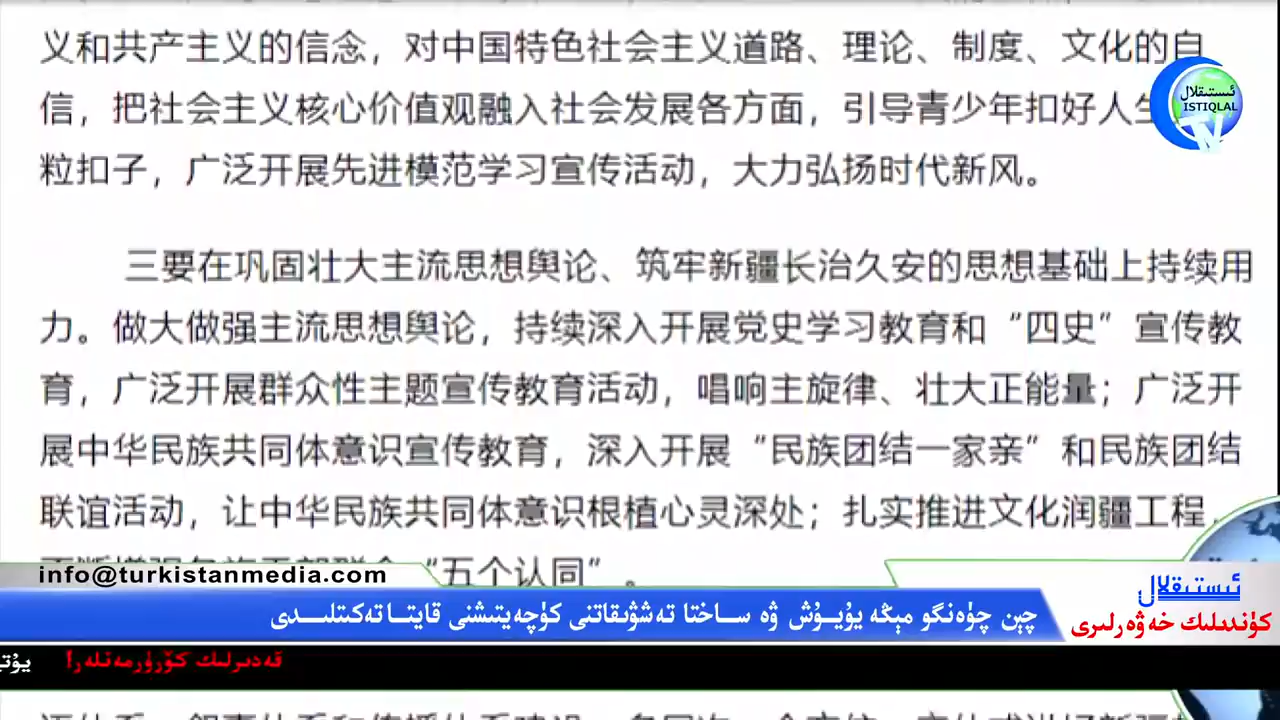 义和共产主义的信念，对中国特色社会主义道路、理论、制度、文化的自
信，把社会主义核心价值观融入社会发展各方面，引导青少年扣好人生
粒扣子，广泛开展先进模范学习宣传活动，大力弘扬时代新风。
ئىستىقلال
ISTIQLAL
三要在巩固壮大主流思想舆论、筑牢新疆长治久安的思想基础上持续用
力。做大做强主流思想舆论，持续深入开展党史学习教育和“四史”宣传教
育，广泛开展群众性主题宣传教育活动，唱响主旋律、壮大正能量；广泛开
展中华民族共同体意识宣传教育，深入开展“民族团结一家亲”和民族团结
联谊活动，让中华民族共同体意识根植心灵深处；扎实推进文化润疆工程，
“五个认同”。
info@turkistanmedia.com
ئىستىقلال
كۈندىلىك خەۋەرلىرى
چېن چۈەنگو مېڭە يۇيۇش ۋە ساختا تەشۋىقاتنى كۈچەيتىشنى قايتا تەكىتلىدى
قەدىرلىك كۆرۈرمەنلەر!